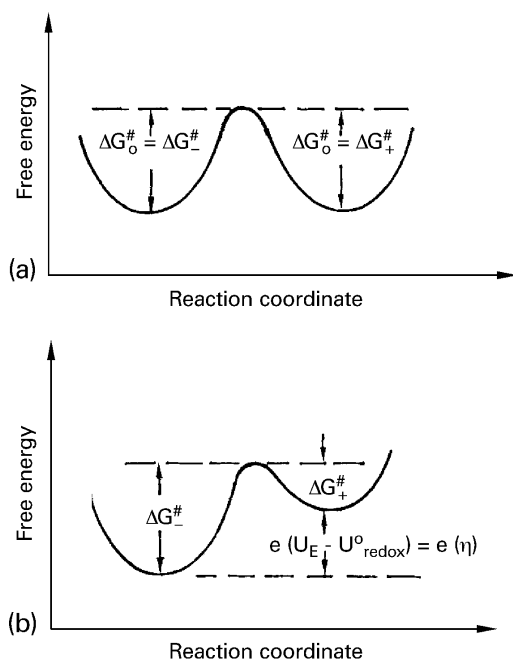 Free energy
ΔG#o = ΔG#−
ΔG#o = ΔG#+
(a)
Reaction coordinate
Free energy
ΔG#−
ΔG#+
e (UE - Uoredox) = e (η)
(b)
Reaction coordinate